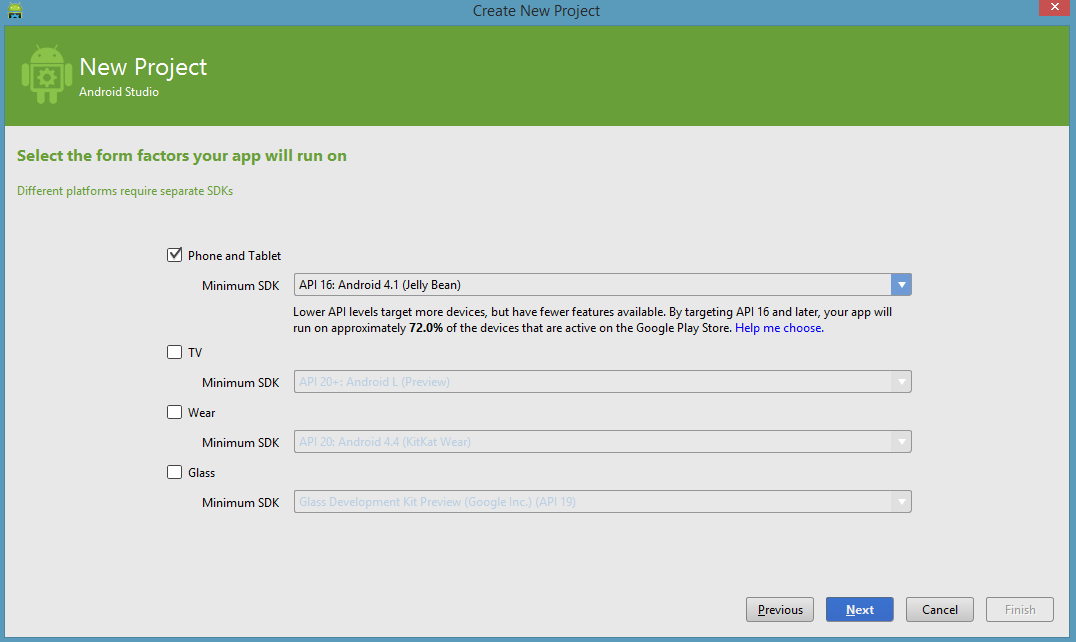 Create New Project
New Project
Android Studio
Select the form factors your app will run on
Different platforms require separate SDKs
Phone and Tablet
Minimum SDK API 16: Android 4.1 (Jelly Bean)
Lower API levels target more devices, but have fewer features available. By targeting API 16 and later, your app will
run on approximately 72.0% of the devices that are active on the Google Play Store. Help me choose.
TV
Minimum SDK API 20+: Android L (Preview)
Wear
Minimum SDK API 20: Android 4.4 (KitKat Wear)
Glass
Minimum SDK Glass Development Kit Preview (Google Inc.) (API 19)
Previous Next Cancel Finish